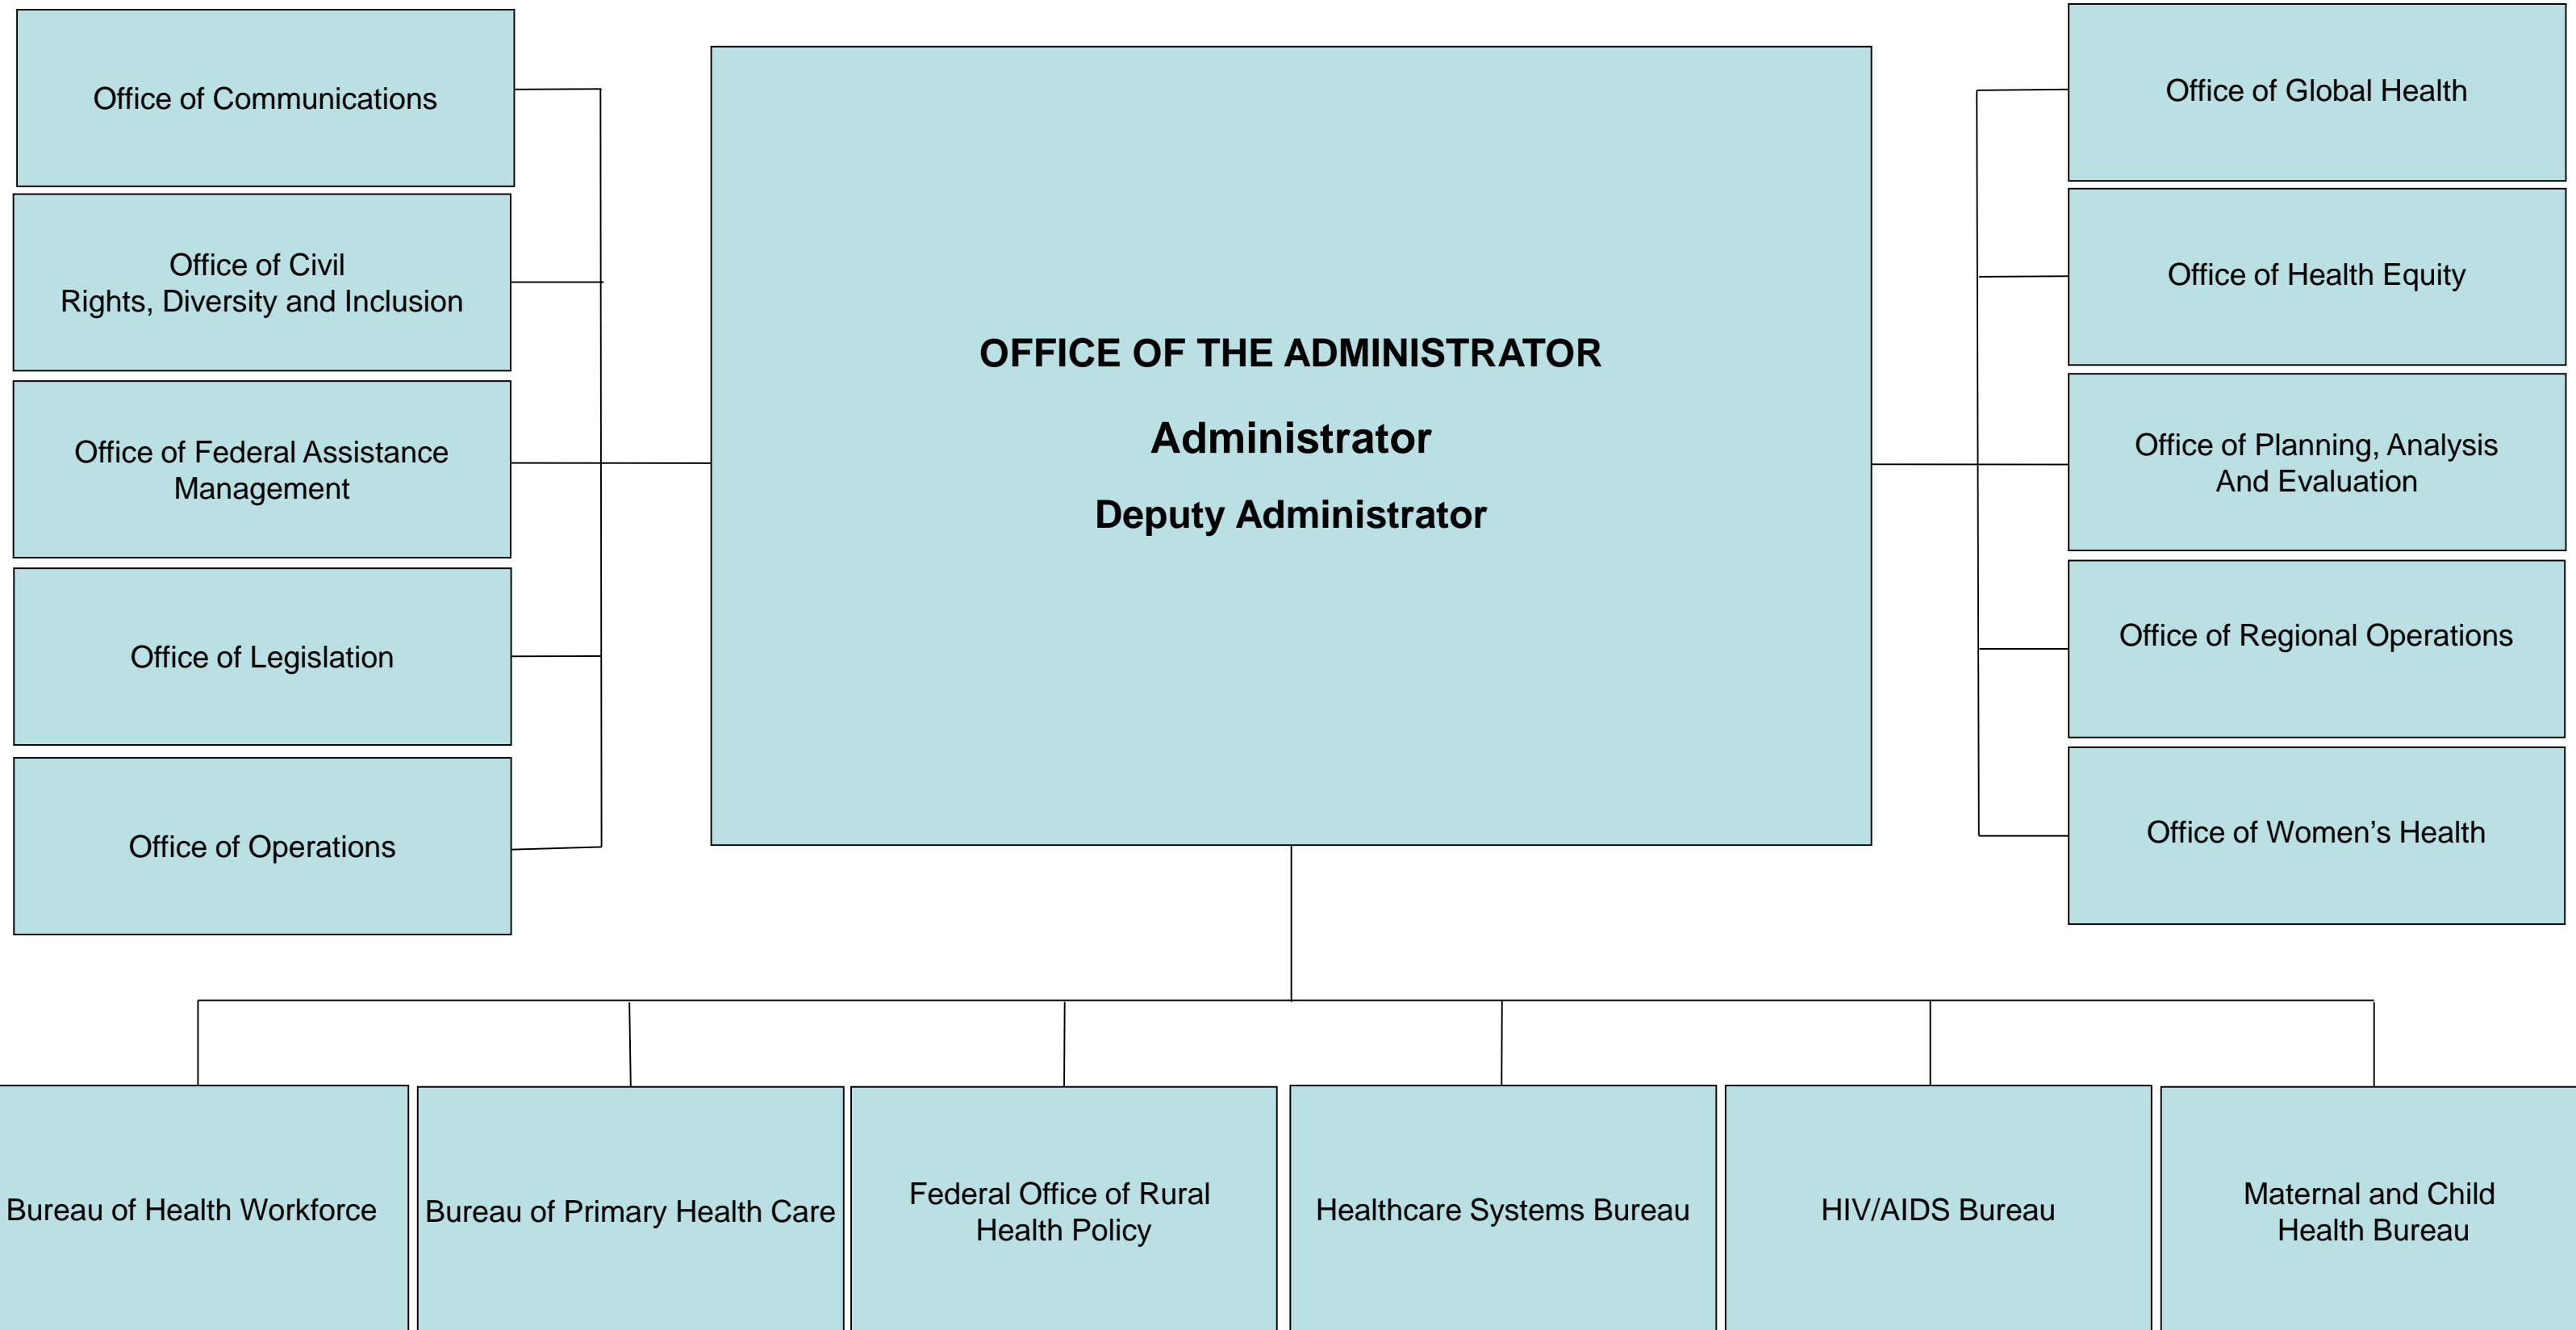 Office of Communications
Office of Civil
Rights, Diversity and Inclusion
Office of Federal Assistance
Management
Office of Legislation
Office of Operations
OFFICE OF THE ADMINISTRATOR
Administrator
Deputy Administrator
Office of Global Health
Office of Health Equity
Office of Planning, Analysis
And Evaluation
Office of Regional Operations
Office of Women’s Health
Bureau of Health Workforce
Bureau of Primary Health Care
Federal Office of Rural
Health Policy
Healthcare Systems Bureau
HIV/AIDS Bureau
Maternal and Child
Health Bureau